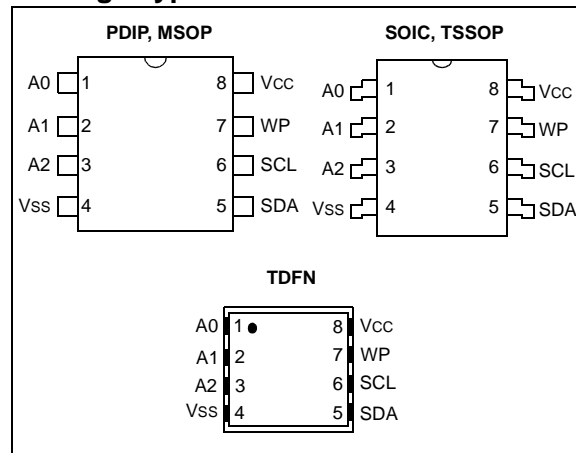 PDIP, MSOP
A0 1 8 VCC
A1 2 7 WP
A2 3 6 SCL
VSS 4 5 SDA
SOIC, TSSOP
A0 1 8 VCC
A1 2 7 WP
A2 3 6 SCL
VSS 4 5 SDA
TDFN
A0 1 8 VCC
A1 2 7 WP
A2 3 6 SCL
VSS 4 5 SDA